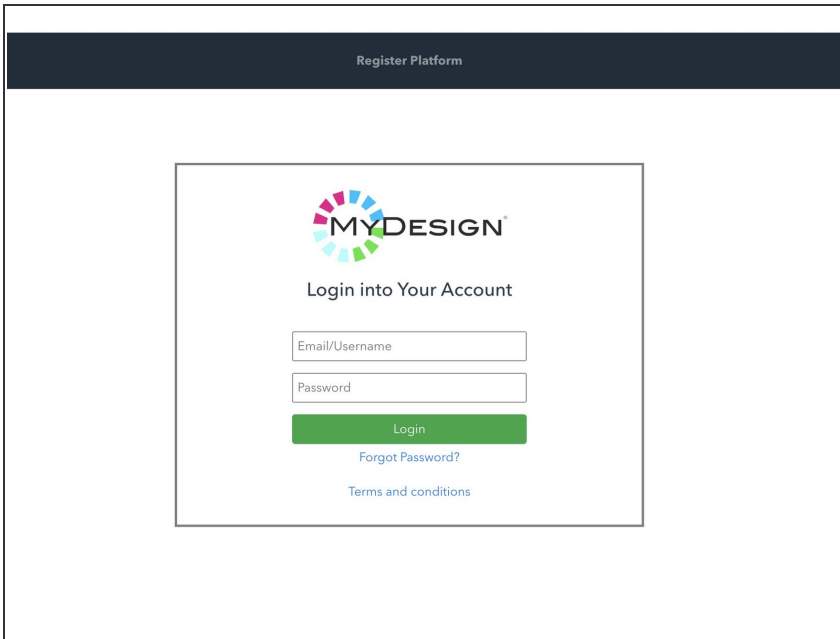 Register Platform
MYDESIGN®
Login into Your Account
Email/Username
Password
Login
Forgot Password?
Terms and conditions